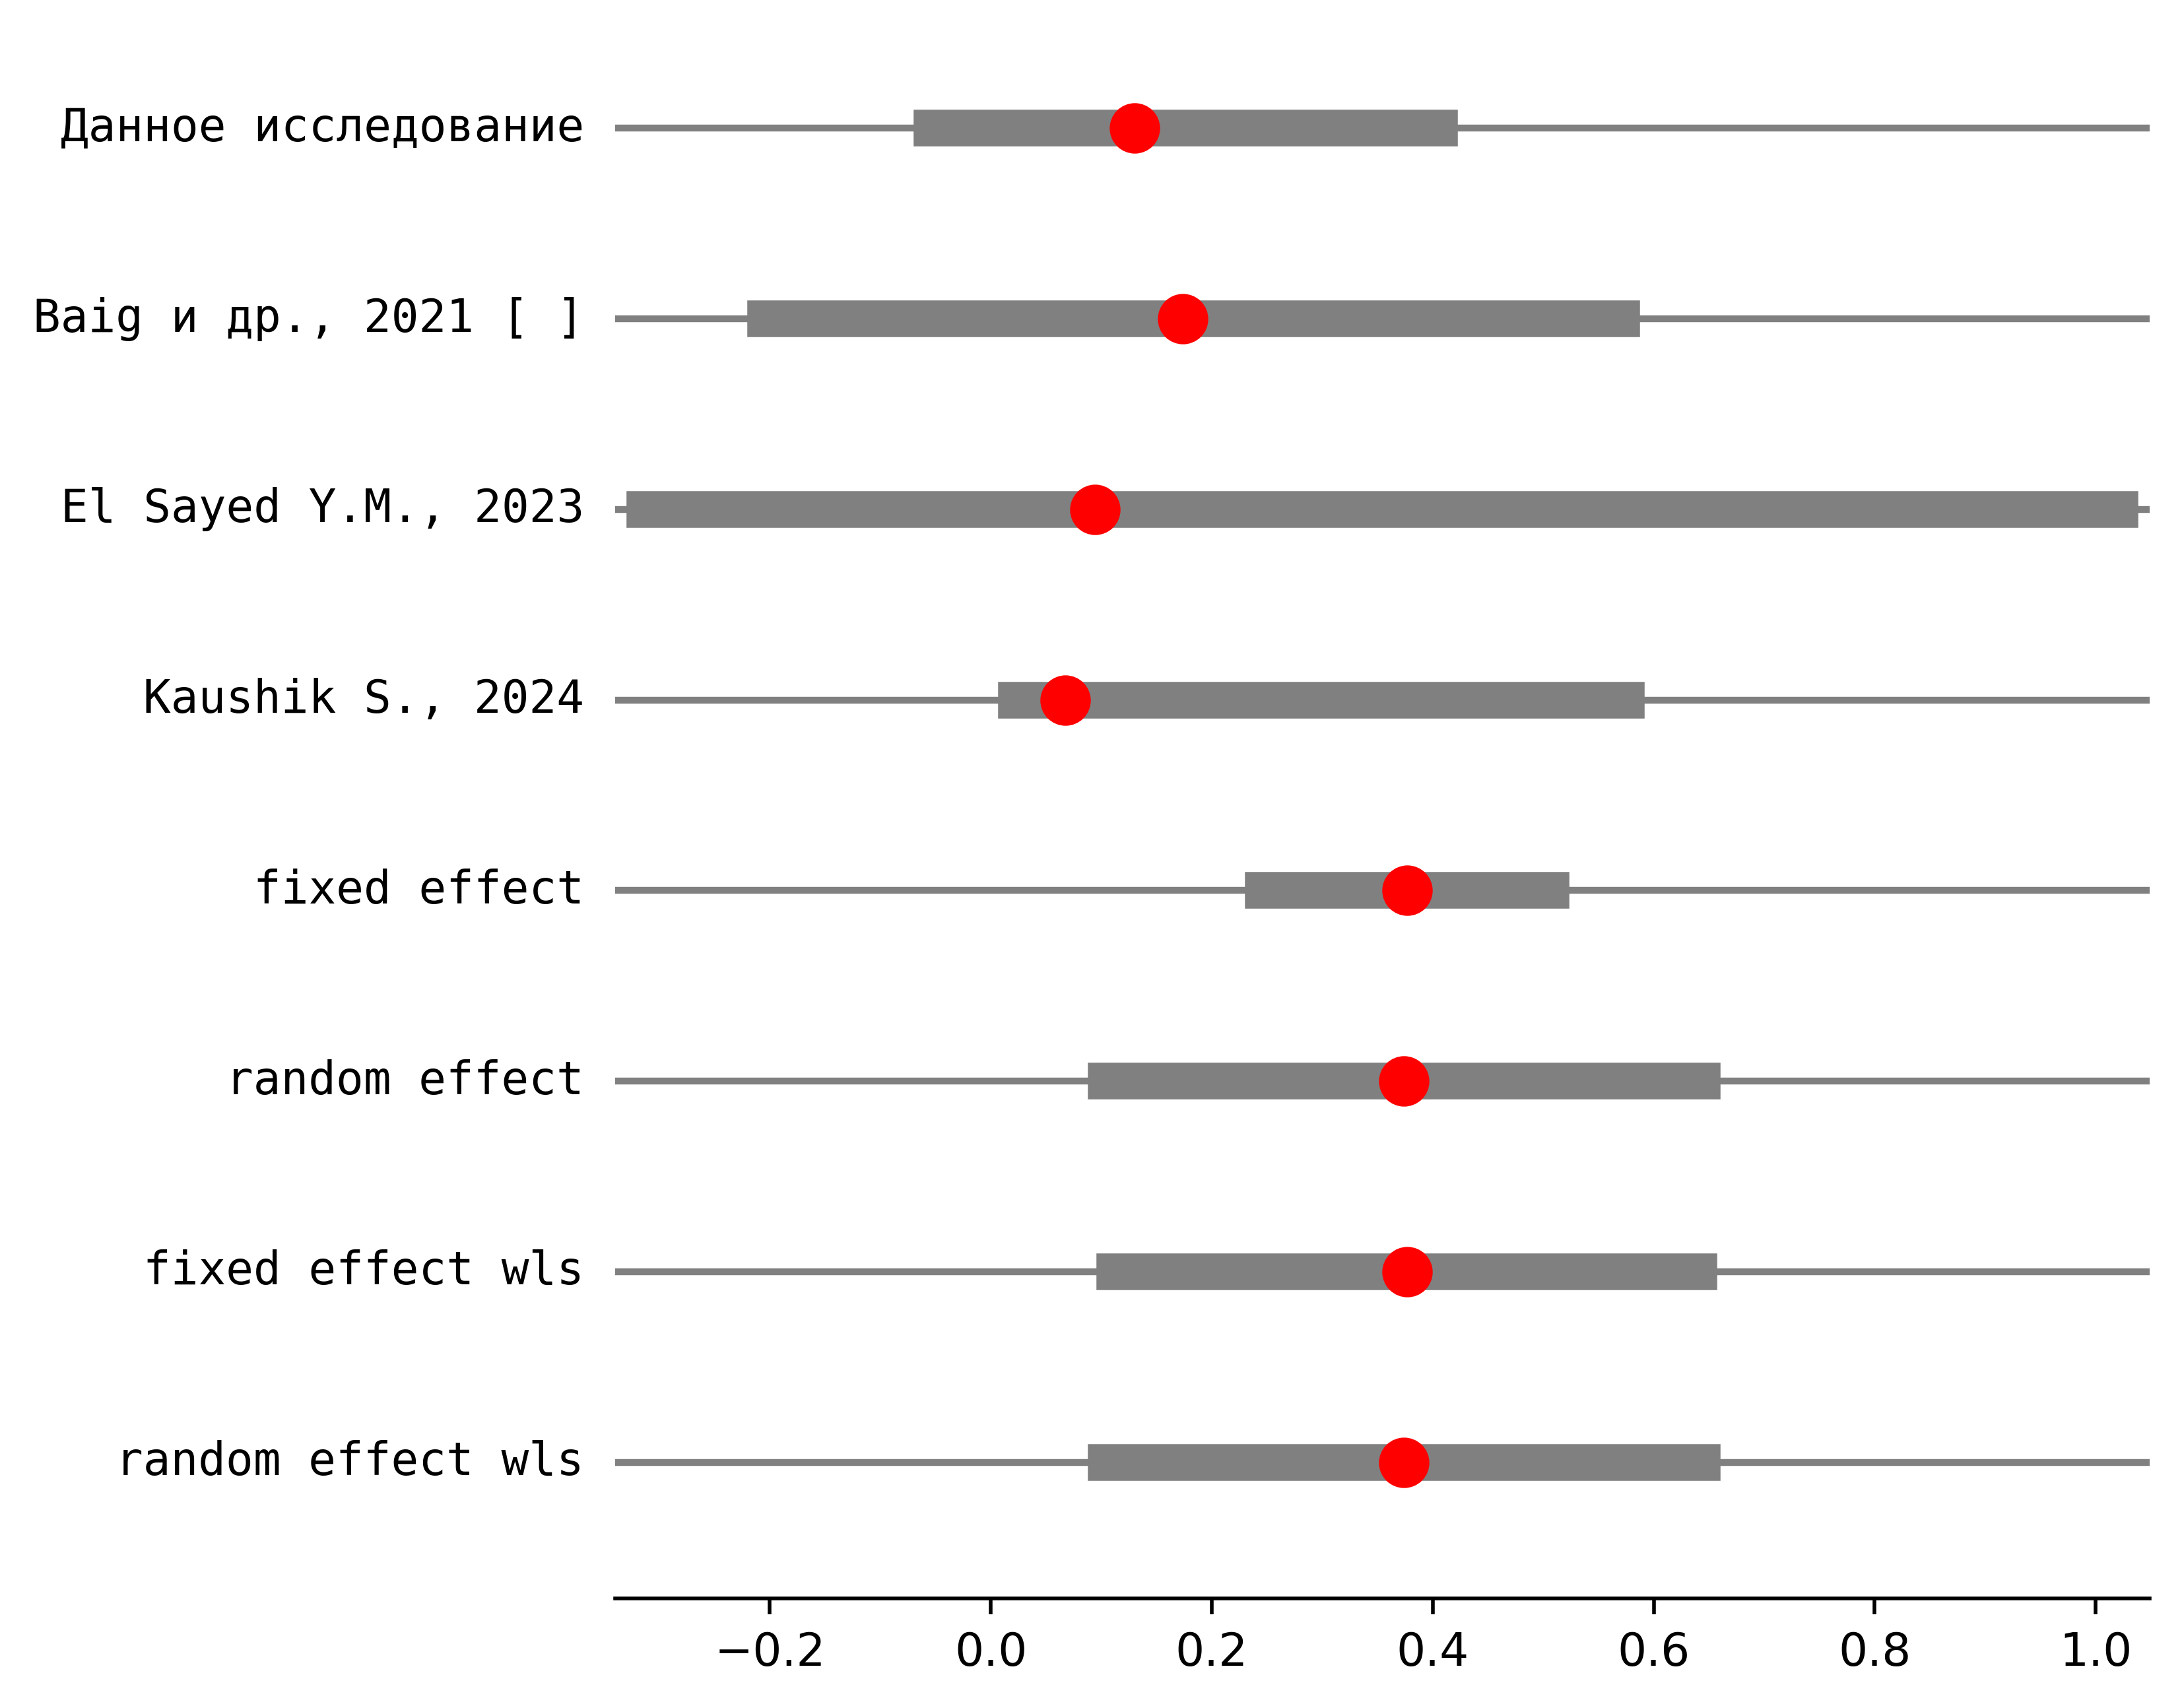 Данное исследование
Baig и др., 2021 [ ]
El Sayed Y.M., 2023
Kaushik S., 2024
fixed effect
random effect
fixed effect wls
random effect wls
−0.2 0.0 0.2 0.4 0.6 0.8 1.0